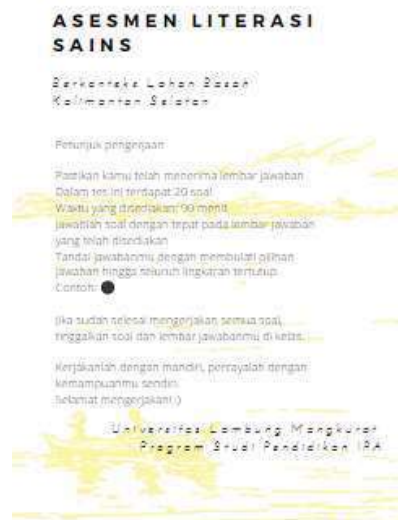 ASESMEN LITERASI
SAINS
Berkonteks Lahan Basah
Kalimantan Selatan
Petunjuk pengerjaan
Pastikan kamu telah menerima lembar jawaban
Dalam tes ini terdapat 20 soal
Waktu yang disediakan: 90 menit
Jawablah soal dengan tepat pada lembar jawaban
yang telah disediakan
Tandai jawabanmu dengan membulati pilihan
jawaban hingga seluruh lingkaran tertutup.
Contoh:
Jika sudah selesai mengerjakan semua soal,
tinggalkan soal dan lembar jawabanmu di kelas.
Kerjakanlah dengan mandiri, percayalah dengan
kemampuanmu sendiri.
Selamat mengerjakan! :)
Universitas Lambung Mangkurat
Program Studi Pendidikan IPA